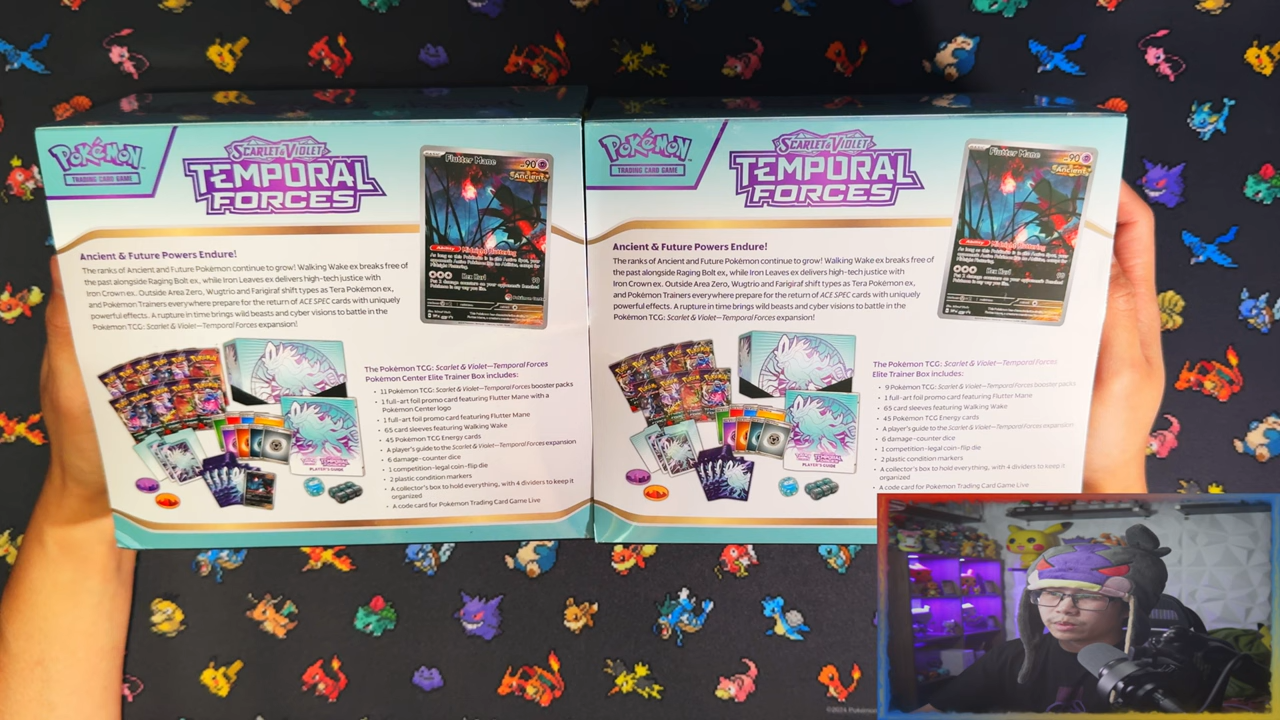 POKÉMON
TRADING CARD GAME
SCARLET & VIOLET
TEMPORAL
FORCES
Flutter Mane
HP90
Ancient
Ability Midnight Fluttering
Ancient & Future Powers Endure!
The ranks of Ancient and Future Pokémon continue to grow! Walking Wake ex breaks free of
the past alongside Raging Bolt ex, while Iron Leaves ex delivers high-tech justice with
Iron Crown ex. Outside Area Zero, Wugtrio and Farigiraf shift types as Tera Pokémon ex,
and Pokémon Trainers everywhere prepare for the return of ACE SPEC cards with uniquely
powerful effects. A rupture in time brings wild beasts and cyber visions to battle in the
Pokémon TCG: Scarlet & Violet—Temporal Forces expansion!
The Pokémon TCG: Scarlet & Violet—Temporal Forces
Pokémon Center Elite Trainer Box includes:
• 11 Pokémon TCG: Scarlet & Violet—Temporal Forces booster packs
• 1 full-art foil promo card featuring Flutter Mane with a
Pokémon Center logo
• 1 full-art foil promo card featuring Flutter Mane
• 65 card sleeves featuring Walking Wake
• 45 Pokémon TCG Energy cards
• A player's guide to the Scarlet & Violet—Temporal Forces expansion
• 6 damage-counter dice
• 1 competition-legal coin-flip die
• 2 plastic condition markers
• A collector's box to hold everything, with 4 dividers to keep it
organized
• A code card for Pokémon Trading Card Game Live
PLAYER'S GUIDE
POKÉMON
TRADING CARD GAME
SCARLET & VIOLET
TEMPORAL
FORCES
Flutter Mane
HP90
Ancient
Ability Midnight Fluttering
Ancient & Future Powers Endure!
The ranks of Ancient and Future Pokémon continue to grow! Walking Wake ex breaks free of
the past alongside Raging Bolt ex, while Iron Leaves ex delivers high-tech justice with
Iron Crown ex. Outside Area Zero, Wugtrio and Farigiraf shift types as Tera Pokémon ex,
and Pokémon Trainers everywhere prepare for the return of ACE SPEC cards with uniquely
powerful effects. A rupture in time brings wild beasts and cyber visions to battle in the
Pokémon TCG: Scarlet & Violet—Temporal Forces expansion!
The Pokémon TCG: Scarlet & Violet—Temporal Forces
Elite Trainer Box includes:
• 9 Pokémon TCG: Scarlet & Violet—Temporal Forces booster packs
• 1 full-art foil promo card featuring Flutter Mane
• 65 card sleeves featuring Walking Wake
• 45 Pokémon TCG Energy cards
• A player's guide to the Scarlet & Violet—Temporal Forces expansion
• 6 damage-counter dice
• 1 competition-legal coin-flip die
• 2 plastic condition markers
• A collector's box to hold everything, with 4 dividers to keep it
organized
• A code card for Pokémon Trading Card Game Live
PLAYER'S GUIDE
©2024 Pokémon